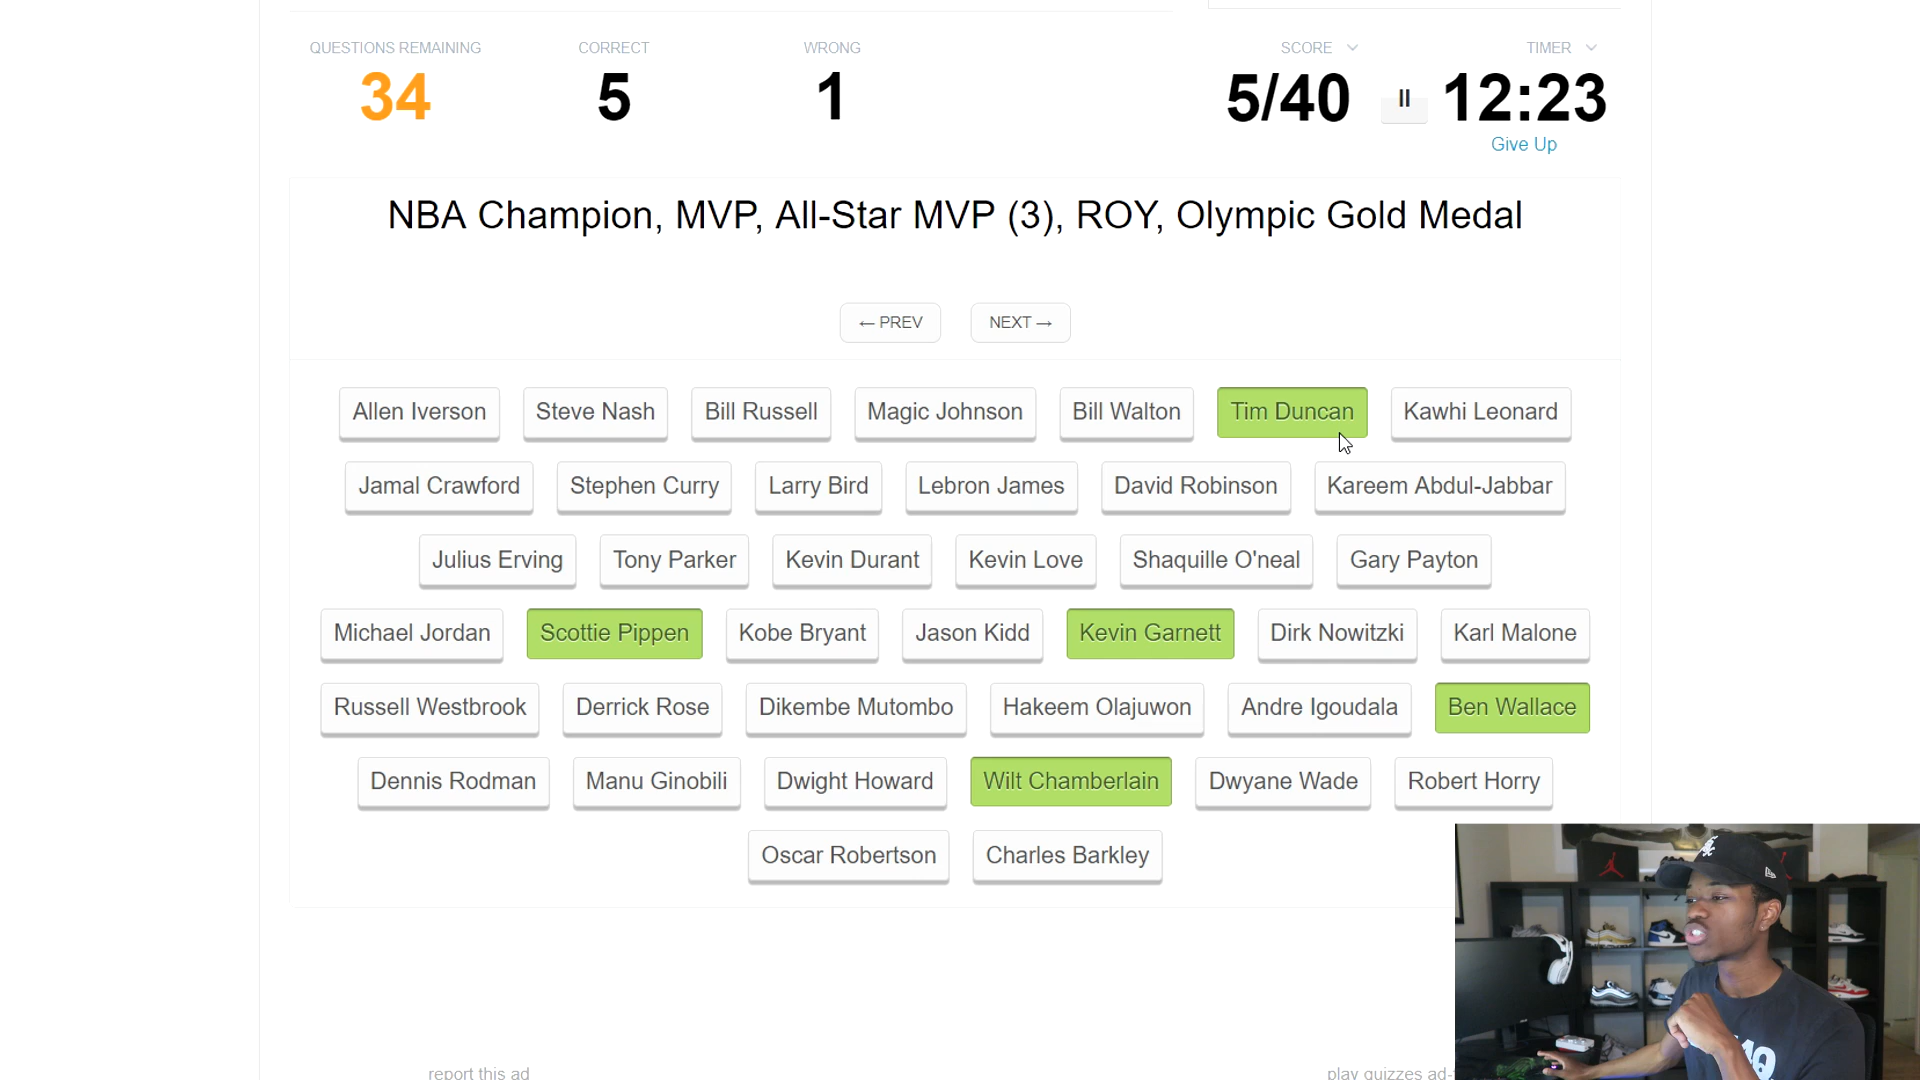 QUESTIONS REMAINING CORRECT WRONG SCORE TIMER
34 5 1 5/40 12:23
Give Up
NBA Champion, MVP, All-Star MVP (3), ROY, Olympic Gold Medal
← PREV NEXT →
Allen Iverson Steve Nash Bill Russell Magic Johnson Bill Walton Tim Duncan Kawhi Leonard
Jamal Crawford Stephen Curry Larry Bird Lebron James David Robinson Kareem Abdul-Jabbar
Julius Erving Tony Parker Kevin Durant Kevin Love Shaquille O'neal Gary Payton
Michael Jordan Scottie Pippen Kobe Bryant Jason Kidd Kevin Garnett Dirk Nowitzki Karl Malone
Russell Westbrook Derrick Rose Dikembe Mutombo Hakeem Olajuwon Andre Igoudala Ben Wallace
Dennis Rodman Manu Ginobili Dwight Howard Wilt Chamberlain Dwyane Wade Robert Horry
Oscar Robertson Charles Barkley
report this ad play quizzes ad-